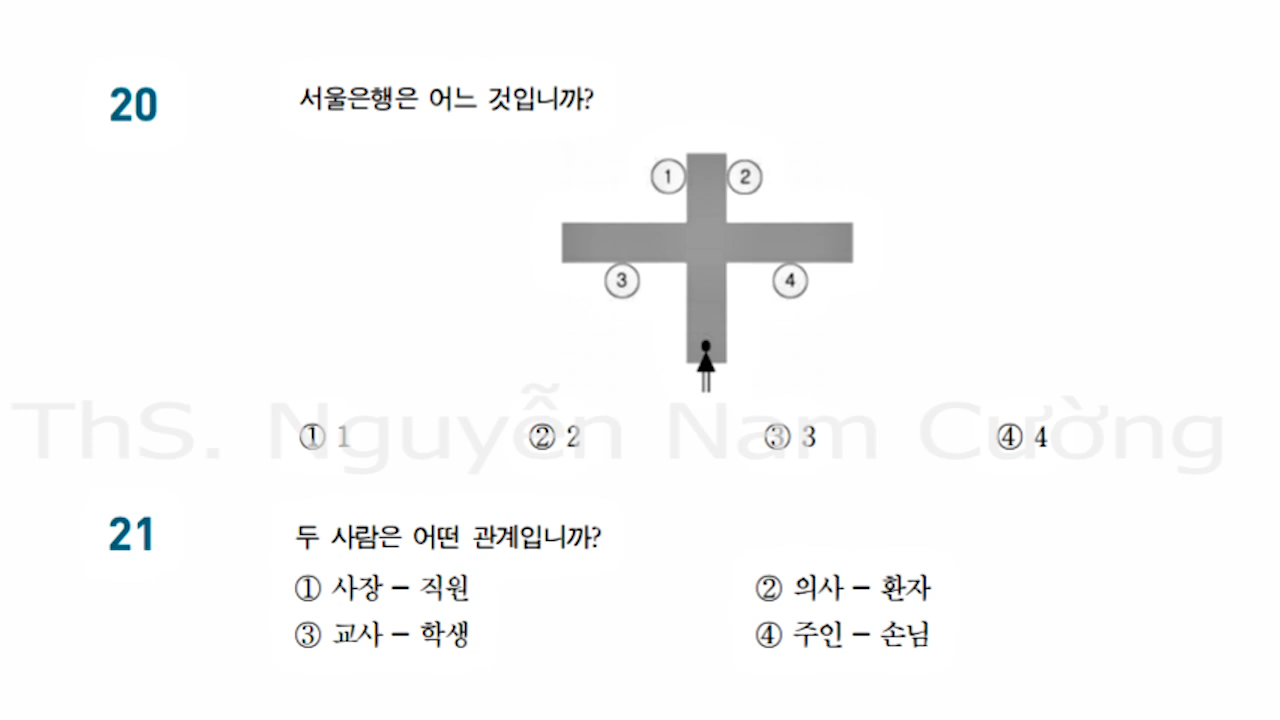 20 서울은행은 어느 것입니까?
① ②
③ ④
① 1 ② 2 ③ 3 ④ 4
ThS. Nguyễn Nam Cường
21 두 사람은 어떤 관계입니까?
① 사장 – 직원 ② 의사 – 환자
③ 교사 – 학생 ④ 주인 – 손님